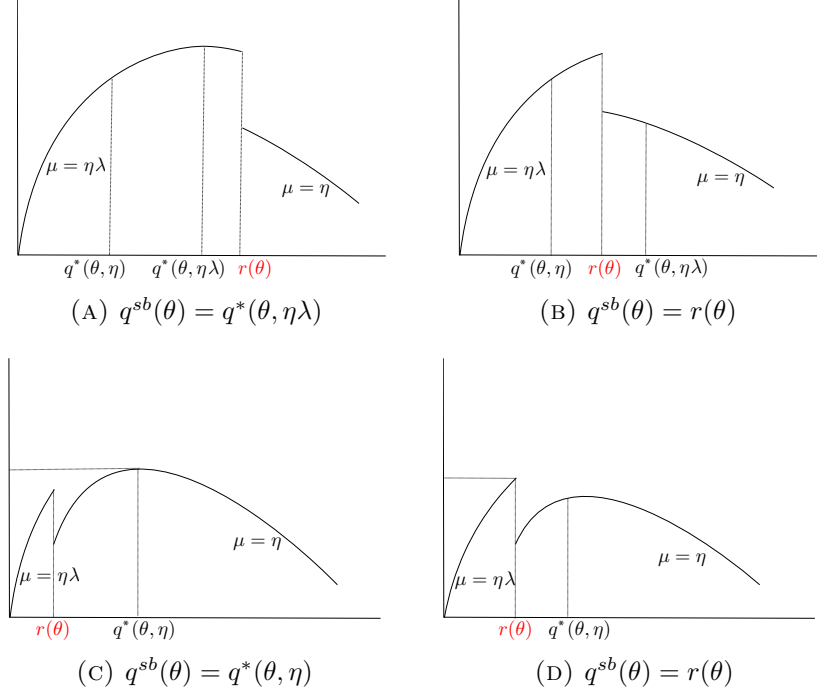 μ = ηλ
μ = η
q*(θ, η) q*(θ, ηλ) r(θ)
(A) q^{sb}(θ) = q*(θ, ηλ)
μ = ηλ
μ = η
q*(θ, η) r(θ) q*(θ, ηλ)
(B) q^{sb}(θ) = r(θ)
μ = η
μ = ηλ
r(θ) q*(θ, η)
(C) q^{sb}(θ) = q*(θ, η)
μ = η
μ = ηλ
r(θ) q*(θ, η)
(D) q^{sb}(θ) = r(θ)